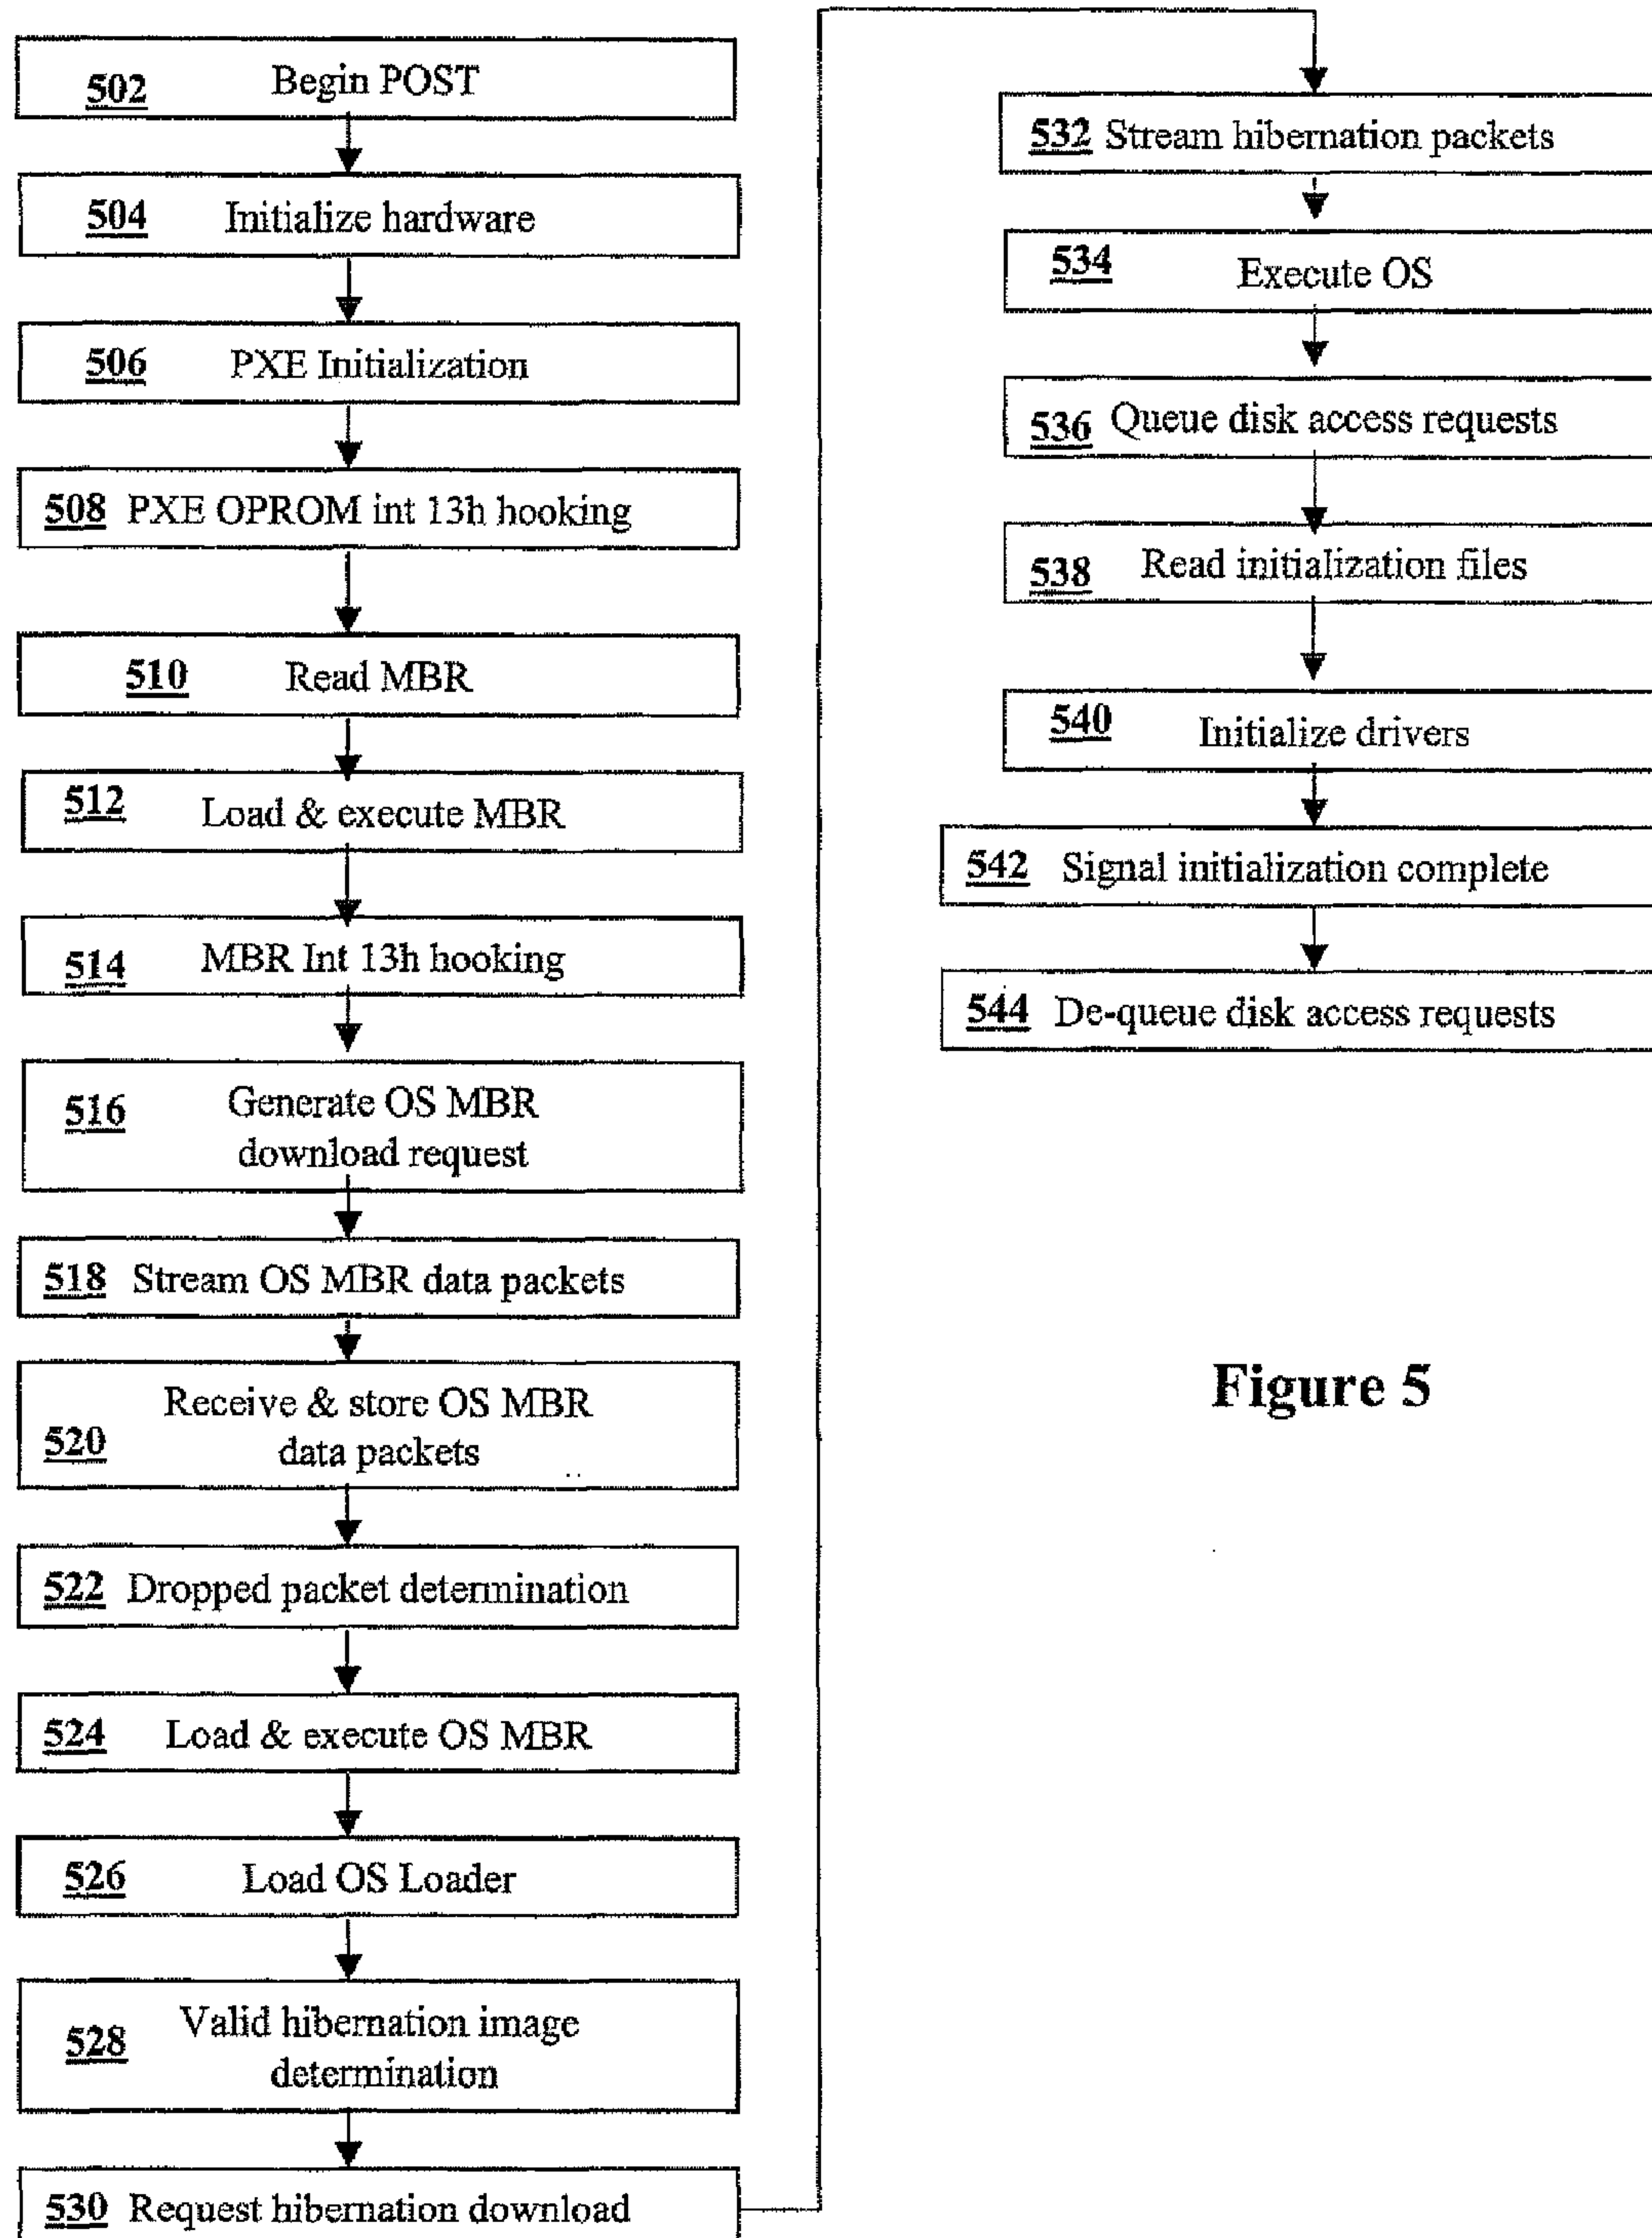 502 Begin POST
504 Initialize hardware
506 PXE Initialization
508 PXE OPROM int 13h hooking
510 Read MBR
512 Load & execute MBR
514 MBR Int 13h hooking
516 Generate OS MBR
download request
518 Stream OS MBR data packets
520 Receive & store OS MBR
data packets
522 Dropped packet determination
524 Load & execute OS MBR
526 Load OS Loader
528 Valid hibernation image
determination
530 Request hibernation download
532 Stream hibernation packets
534 Execute OS
536 Queue disk access requests
538 Read initialization files
540 Initialize drivers
542 Signal initialization complete
544 De-queue disk access requests
Figure 5